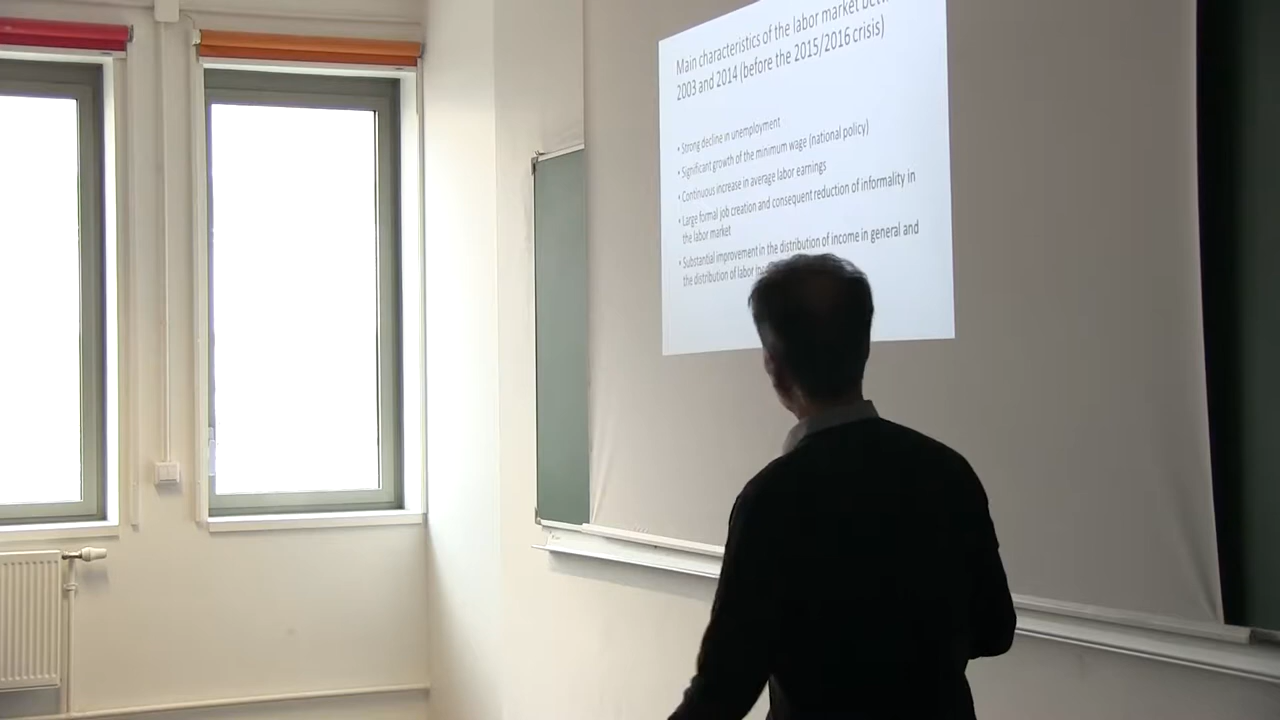 Main characteristics of the labor market
2003 and 2014 (before the 2015/2016 crisis)
• Strong decline in unemployment
• Significant growth of the minimum wage (national policy)
• Continuous increase in average labor earnings
• Large formal job creation and consequent reduction of informality in
the labor market
• Substantial improvement in the distribution of income in general and
the distribution of labor